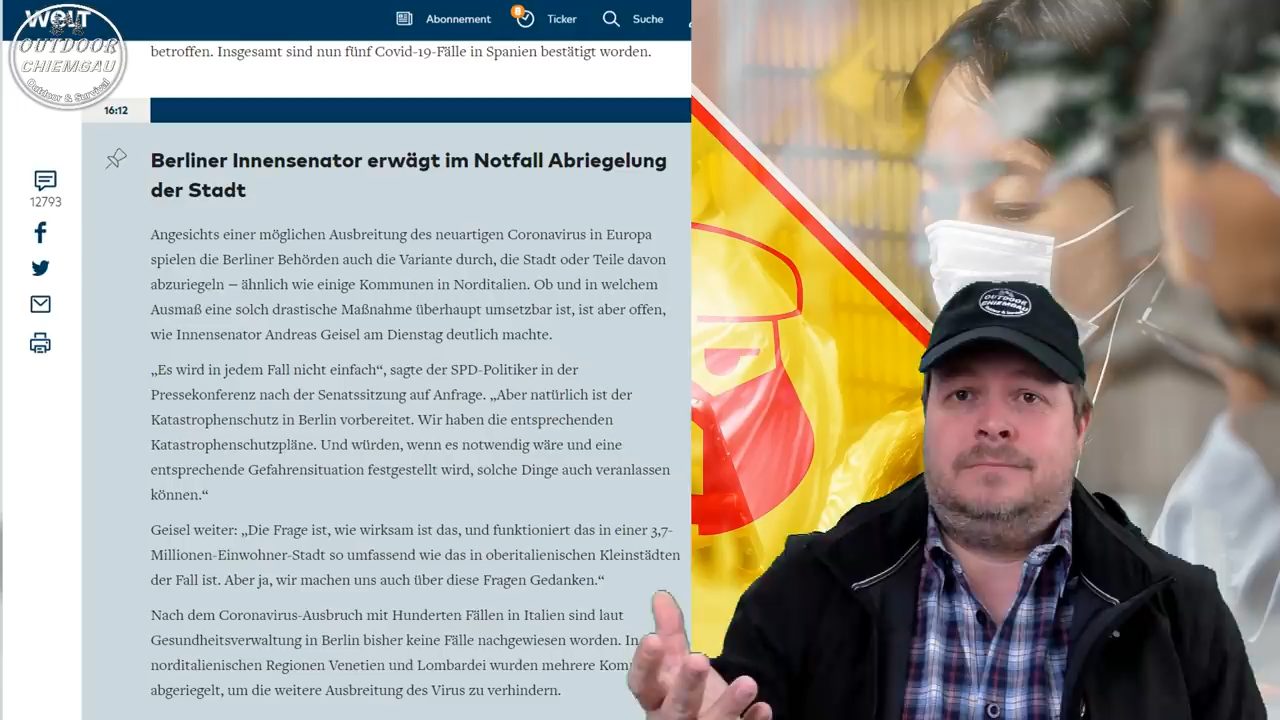 WELT
Abonnement
8
Ticker
Suche
OUTDOOR
CHIEMGAU
Outdoor & Survival
betroffen. Insgesamt sind nun fünf Covid-19-Fälle in Spanien bestätigt worden.
16:12
Berliner Innensenator erwägt im Notfall Abriegelung
der Stadt
12793
Angesichts einer möglichen Ausbreitung des neuartigen Coronavirus in Europa
spielen die Berliner Behörden auch die Variante durch, die Stadt oder Teile davon
abzuriegeln – ähnlich wie einige Kommunen in Norditalien. Ob und in welchem
Ausmaß eine solch drastische Maßnahme überhaupt umsetzbar ist, ist aber offen,
wie Innensenator Andreas Geisel am Dienstag deutlich machte.
„Es wird in jedem Fall nicht einfach“, sagte der SPD-Politiker in der
Pressekonferenz nach der Senatssitzung auf Anfrage. „Aber natürlich ist der
Katastrophenschutz in Berlin vorbereitet. Wir haben die entsprechenden
Katastrophenschutzpläne. Und würden, wenn es notwendig wäre und eine
entsprechende Gefahrensituation festgestellt wird, solche Dinge auch veranlassen
können.“
Geisel weiter: „Die Frage ist, wie wirksam ist das, und funktioniert das in einer 3,7-
Millionen-Einwohner-Stadt so umfassend wie das in oberitalienischen Kleinstädten
der Fall ist. Aber ja, wir machen uns auch über diese Fragen Gedanken.“
Nach dem Coronavirus-Ausbruch mit Hunderten Fällen in Italien sind laut
Gesundheitsverwaltung in Berlin bisher keine Fälle nachgewiesen worden. In
norditalienischen Regionen Venetien und Lombardei wurden mehrere
abgeriegelt, um die weitere Ausbreitung des Virus zu verhindern.
OUTDOOR
CHIEMGAU